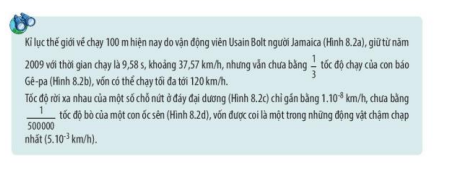 Kỉ lục thế giới về chạy 100 m hiện nay do vận động viên Usain Bolt người Jamaica (Hình 8.2a), giữ từ năm
2009 với thời gian chạy là 9,58 s, khoảng 37,57 km/h, nhưng vẫn chưa bằng 1/3 tốc độ chạy của con báo
Gê-pa (Hình 8.2b), vốn có thể chạy tối đa tới 120 km/h.
Tốc độ rời xa nhau của một số chỗ nứt ở đáy đại dương (Hình 8.2c) chỉ gần bằng 1.10⁻⁸ km/h, chưa bằng
1/500000 tốc độ bò của một con ốc sên (Hình 8.2d), vốn được coi là một trong những động vật chậm chạp
nhất (5.10⁻³ km/h).